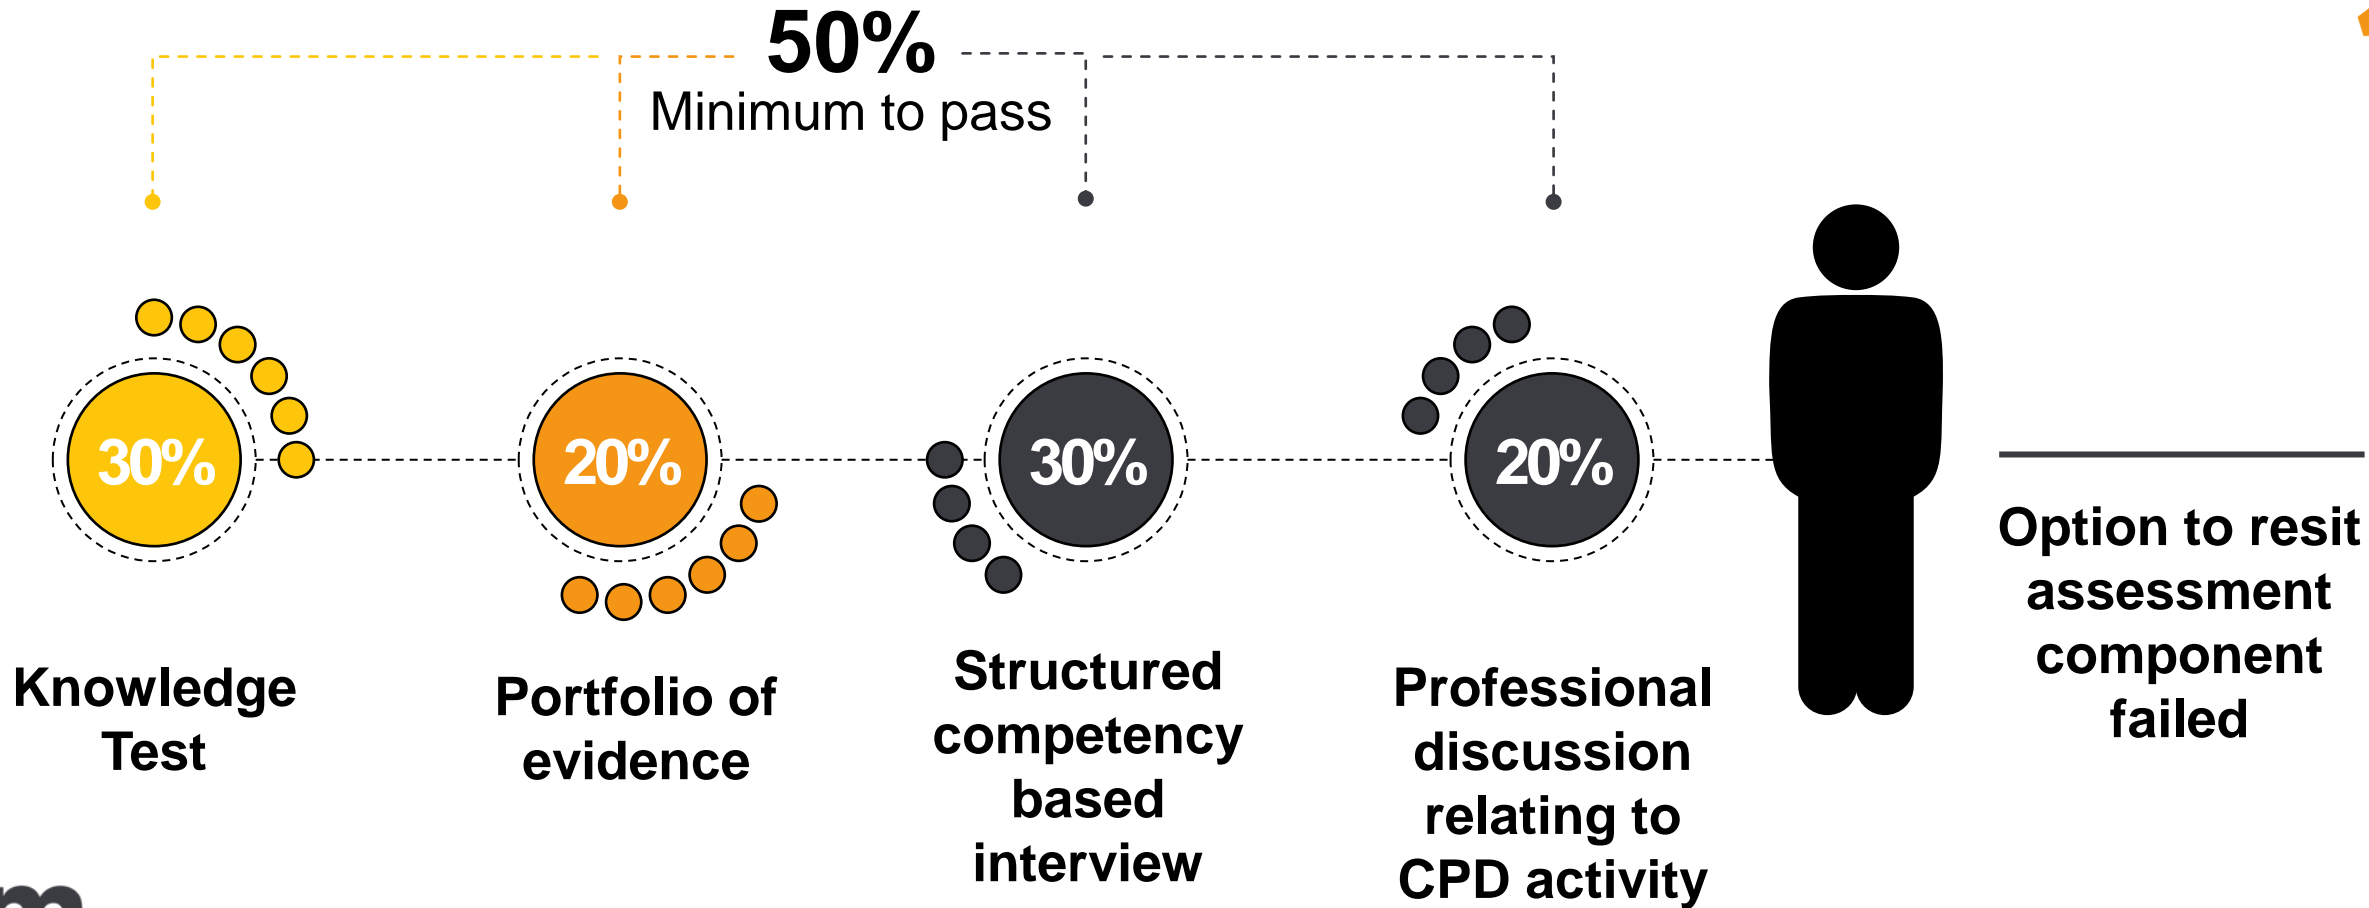 50%
Minimum to pass
30%
20%
30%
20%
Knowledge
Test
Portfolio of
evidence
Structured
competency
based
interview
Professional
discussion
relating to
CPD activity
Option to resit
assessment
component
failed